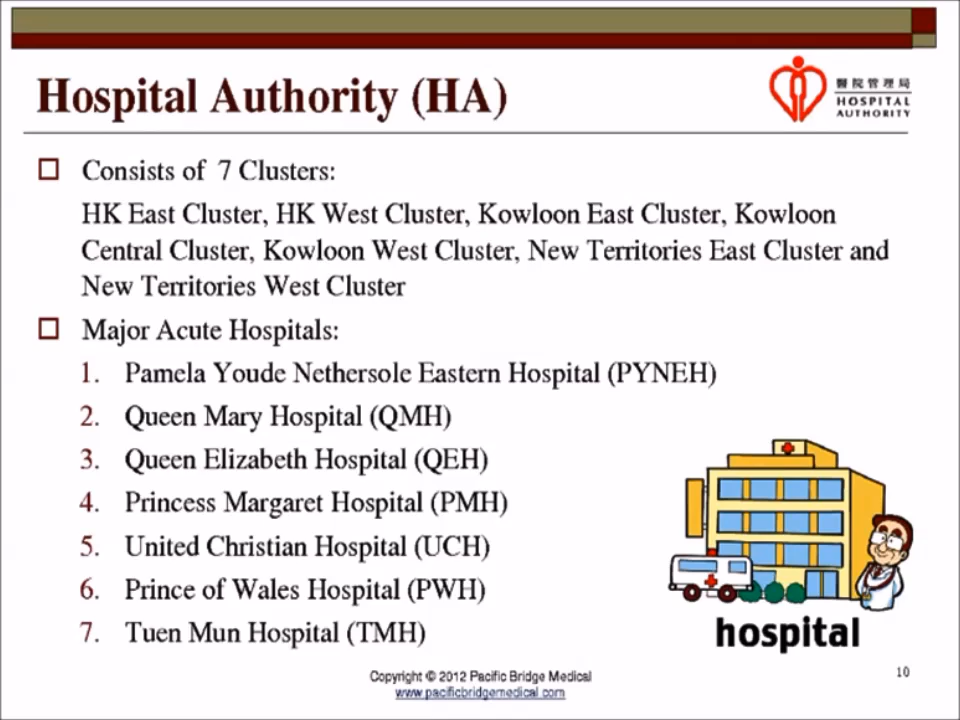 Hospital Authority (HA)
醫院管理局
HOSPITAL
AUTHORITY
Consists of 7 Clusters:
HK East Cluster, HK West Cluster, Kowloon East Cluster, Kowloon
Central Cluster, Kowloon West Cluster, New Territories East Cluster and
New Territories West Cluster
Major Acute Hospitals:
1. Pamela Youde Nethersole Eastern Hospital (PYNEH)
2. Queen Mary Hospital (QMH)
3. Queen Elizabeth Hospital (QEH)
4. Princess Margaret Hospital (PMH)
5. United Christian Hospital (UCH)
6. Prince of Wales Hospital (PWH)
7. Tuen Mun Hospital (TMH)
hospital
Copyright © 2012 Pacific Bridge Medical
www.pacificbridgemedical.com
10